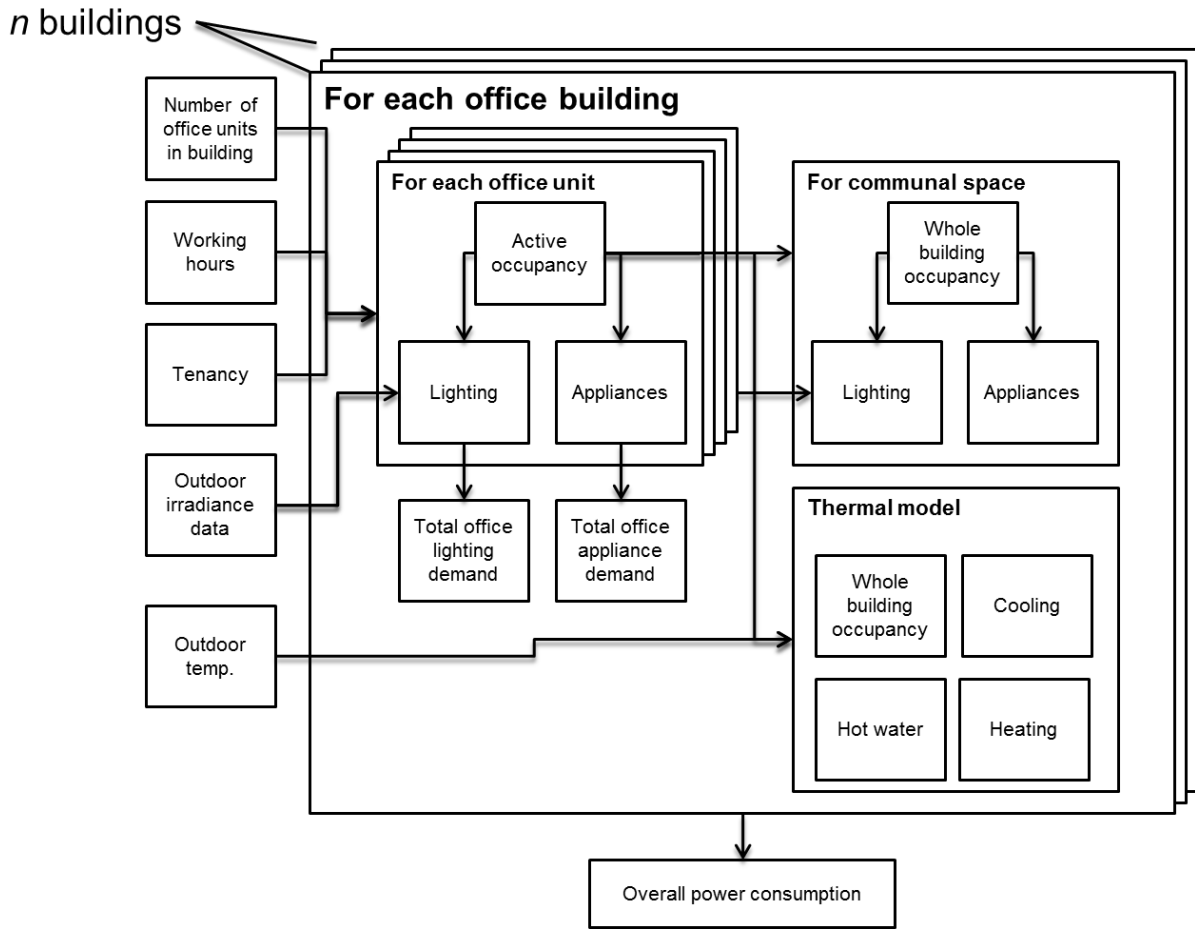 n buildings
For each office building
Number of
office units
in building
Working
hours
Tenancy
Outdoor
irradiance
data
Outdoor
temp.
For each office unit
Active
occupancy
Lighting
Appliances
Total office
lighting
demand
Total office
appliance
demand
For communal space
Whole
building
occupancy
Lighting
Appliances
Thermal model
Whole
building
occupancy
Cooling
Hot water
Heating
Overall power consumption